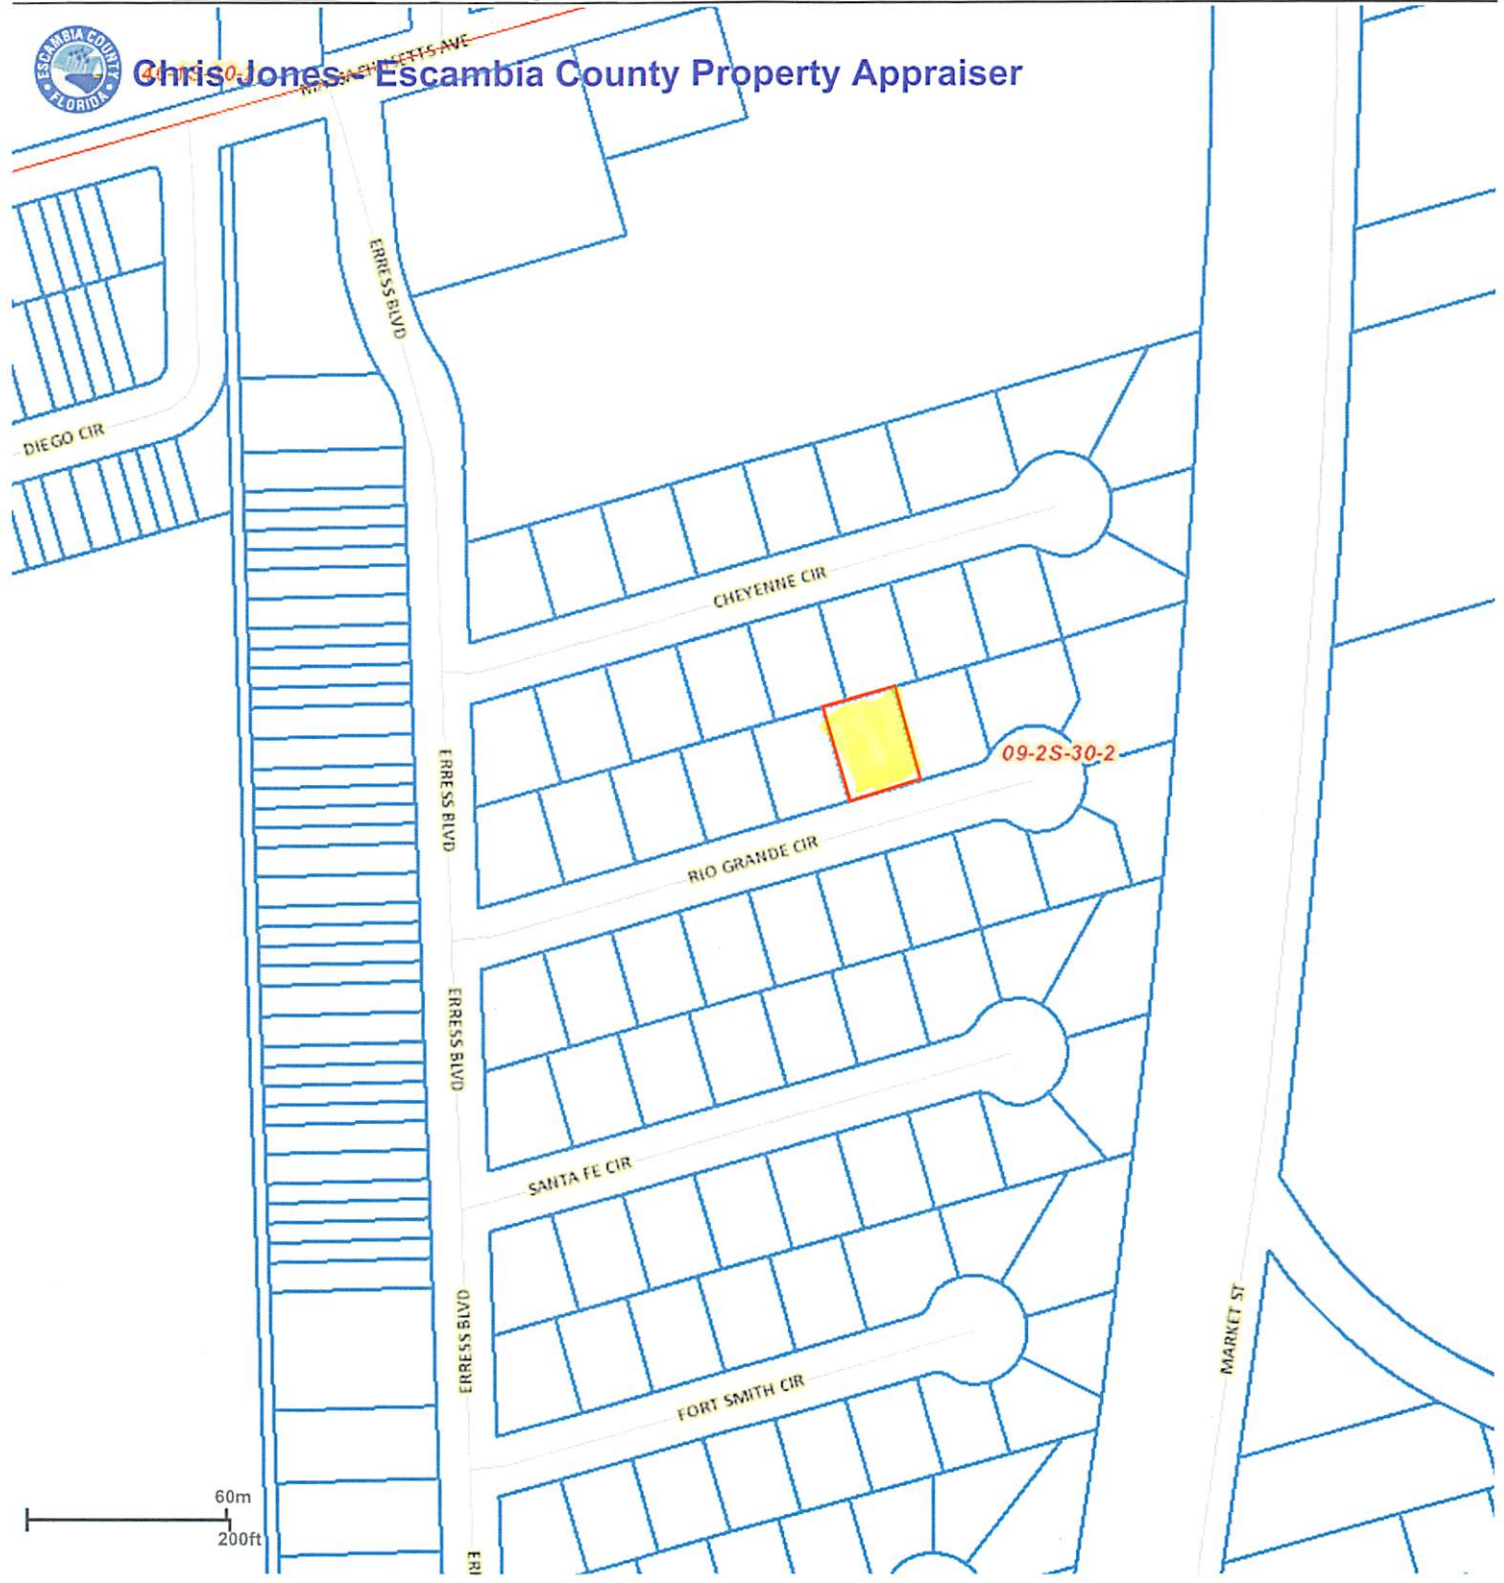 ESCAMBIA COUNTY
FLORIDA
Chris Jones - Escambia County Property Appraiser
MASSACHUSETTS AVE
ERRESS BLVD
DIEGO CIR
CHEYENNE CIR
09-2S-30-2
ERRESS BLVD
RIO GRANDE CIR
ERRESS BLVD
SANTA FE CIR
ERRESS BLVD
MARKET ST
FORT SMITH CIR
60m
200ft